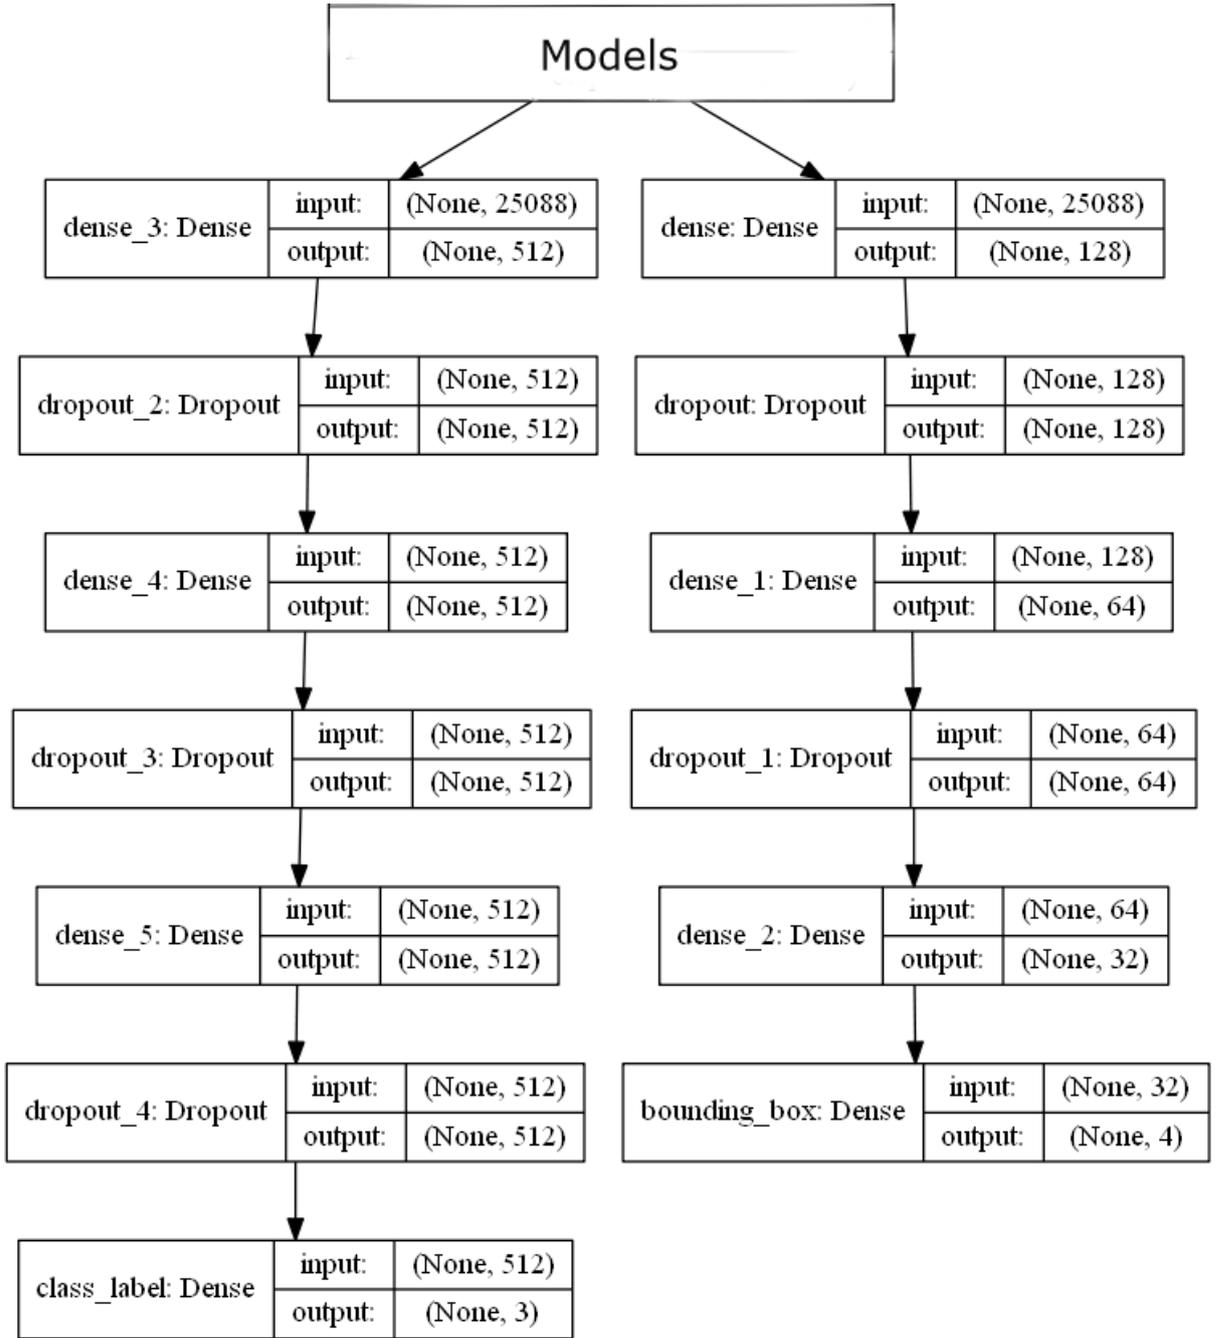 Models
dense_3: Dense
input: (None, 25088)
output: (None, 512)
dense: Dense
input: (None, 25088)
output: (None, 128)
dropout_2: Dropout
input: (None, 512)
output: (None, 512)
dropout: Dropout
input: (None, 128)
output: (None, 128)
dense_4: Dense
input: (None, 512)
output: (None, 512)
dense_1: Dense
input: (None, 128)
output: (None, 64)
dropout_3: Dropout
input: (None, 512)
output: (None, 512)
dropout_1: Dropout
input: (None, 64)
output: (None, 64)
dense_5: Dense
input: (None, 512)
output: (None, 512)
dense_2: Dense
input: (None, 64)
output: (None, 32)
dropout_4: Dropout
input: (None, 512)
output: (None, 512)
bounding_box: Dense
input: (None, 32)
output: (None, 4)
class_label: Dense
input: (None, 512)
output: (None, 3)